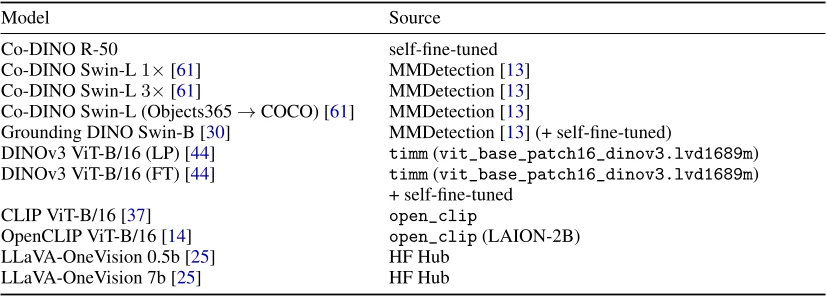 Model Source
Co-DINO R-50 self-fine-tuned
Co-DINO Swin-L 1× [61] MMDetection [13]
Co-DINO Swin-L 3× [61] MMDetection [13]
Co-DINO Swin-L (Objects365 → COCO) [61] MMDetection [13]
Grounding DINO Swin-B [30] MMDetection [13] (+ self-fine-tuned)
DINOv3 ViT-B/16 (LP) [44] timm (vit_base_patch16_dinov3.lvd1689m)
DINOv3 ViT-B/16 (FT) [44] timm (vit_base_patch16_dinov3.lvd1689m)
+ self-fine-tuned
CLIP ViT-B/16 [37] open_clip
OpenCLIP ViT-B/16 [14] open_clip (LAION-2B)
LLaVA-OneVision 0.5b [25] HF Hub
LLaVA-OneVision 7b [25] HF Hub